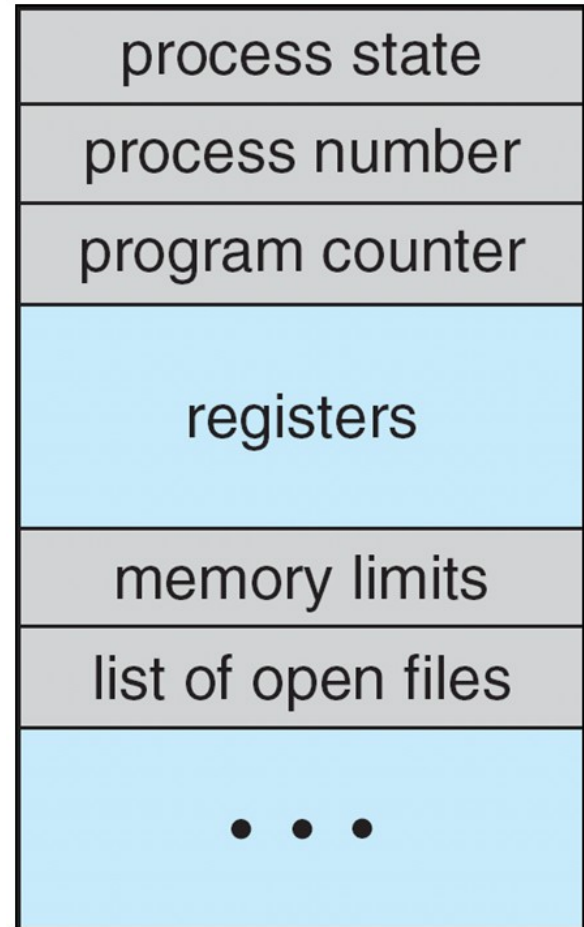 process state
process number
program counter
registers
memory limits
list of open files
• • •